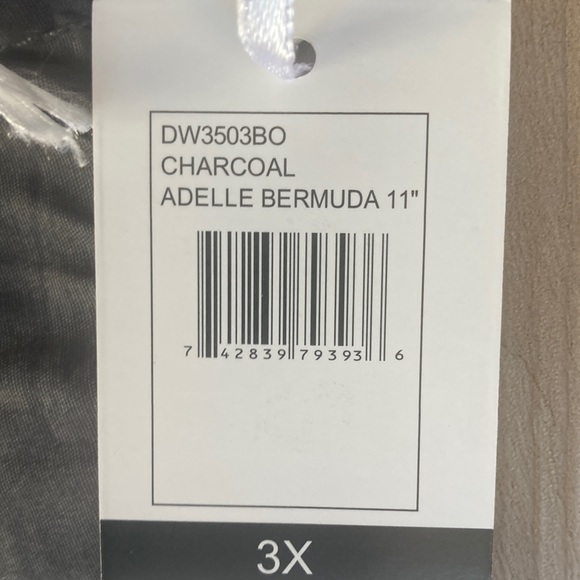 DW3503BO
CHARCOAL
ADELLE BERMUDA 11"
7 42839 79393 6
3X